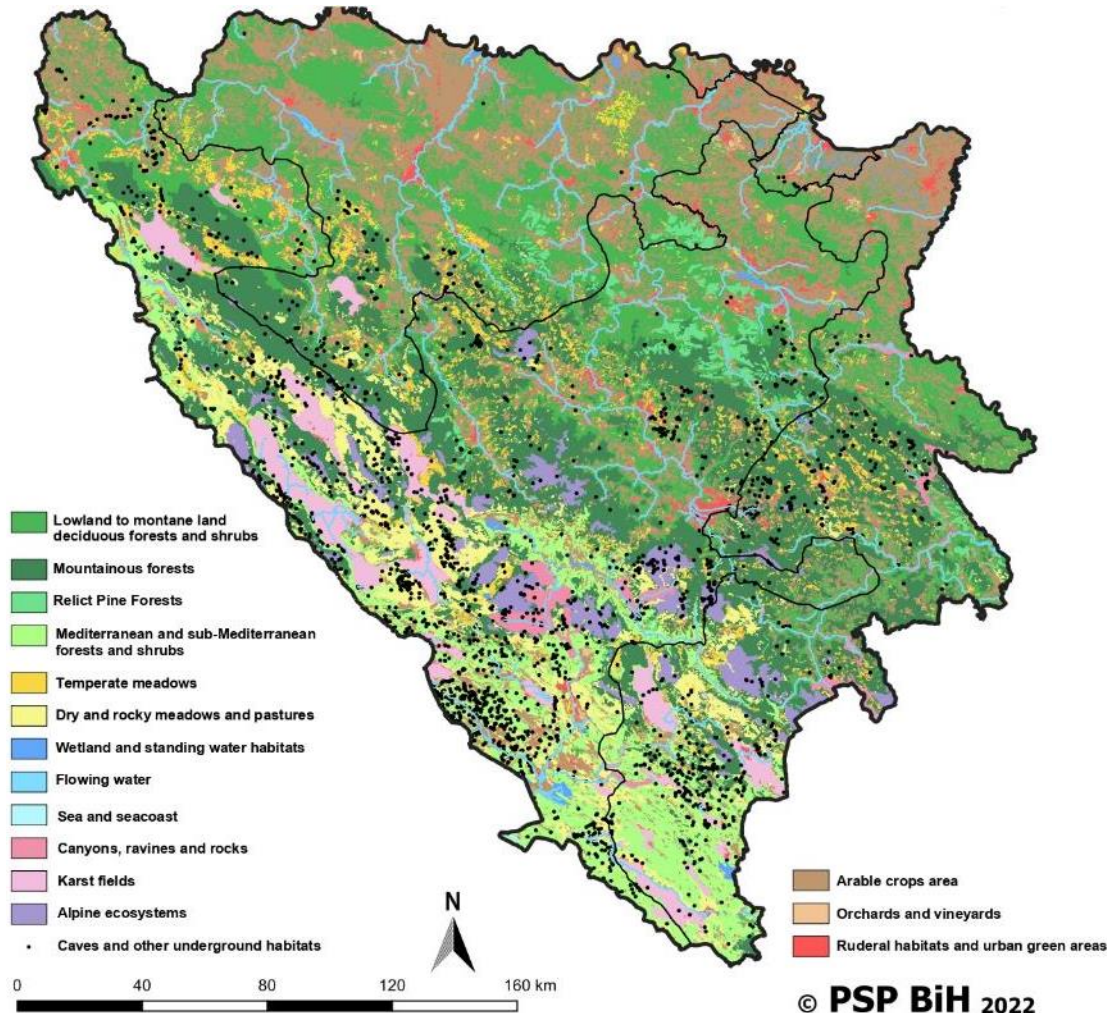 Lowland to montane land
deciduous forests and shrubs
Mountainous forests
Relict Pine Forests
Mediterranean and sub-Mediterranean
forests and shrubs
Temperate meadows
Dry and rocky meadows and pastures
Wetland and standing water habitats
Flowing water
Sea and seacoast
Canyons, ravines and rocks
Karst fields
Alpine ecosystems
Caves and other underground habitats
N
0 40 80 120 160 km
Arable crops area
Orchards and vineyards
Ruderal habitats and urban green areas
© PSP BiH 2022